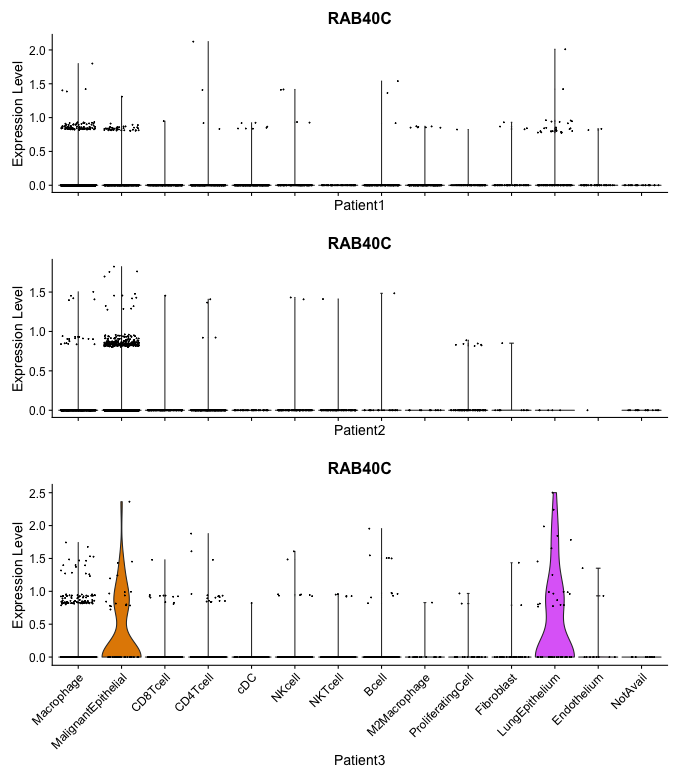 RAB40C
Expression Level
2.0
1.5
1.0
0.5
0.0
Patient1
RAB40C
Expression Level
1.5
1.0
0.5
0.0
Patient2
RAB40C
Expression Level
2.5
2.0
1.5
1.0
0.5
0.0
Macrophage
MalignantEpithelial
CD8Tcell
CD4Tcell
cDC
NKcell
NKTcell
Bcell
M2Macrophage
ProliferatingCell
Fibroblast
LungEpithelium
Endothelium
NotAvail
Patient3